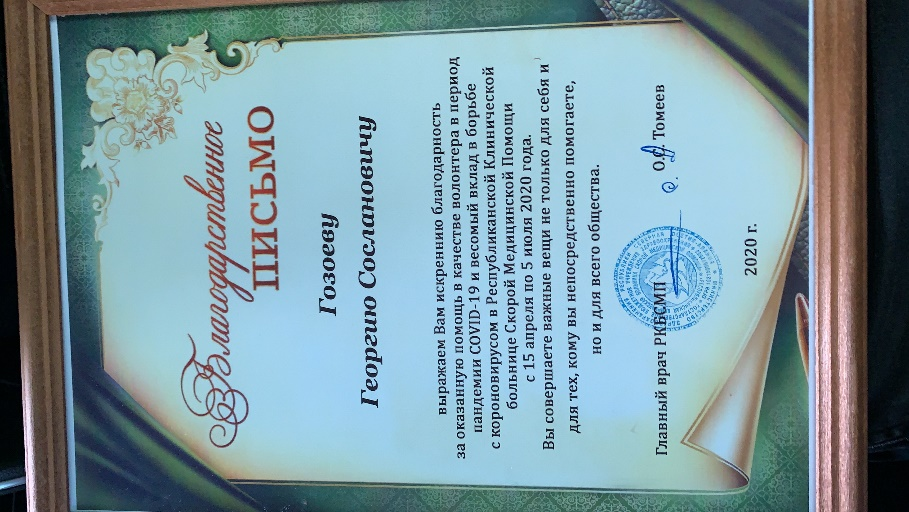 Благодарственное
ПИСЬМО
Гозоеву
Георгию Сослановичу
выражаем Вам искреннюю благодарность
за оказанную помощь в качестве волонтера в период
пандемии COVID-19 и весомый вклад в борьбе
с короновирусом в Республиканской Клинической
больнице Скорой Медицинской Помощи
с 15 апреля по 5 июля 2020 года.
Вы совершаете важные вещи не только для себя и
для тех, кому вы непосредственно помогаете,
но и для всего общества.
Главный врач РКБСМП О.С. Томеев
2020 г.